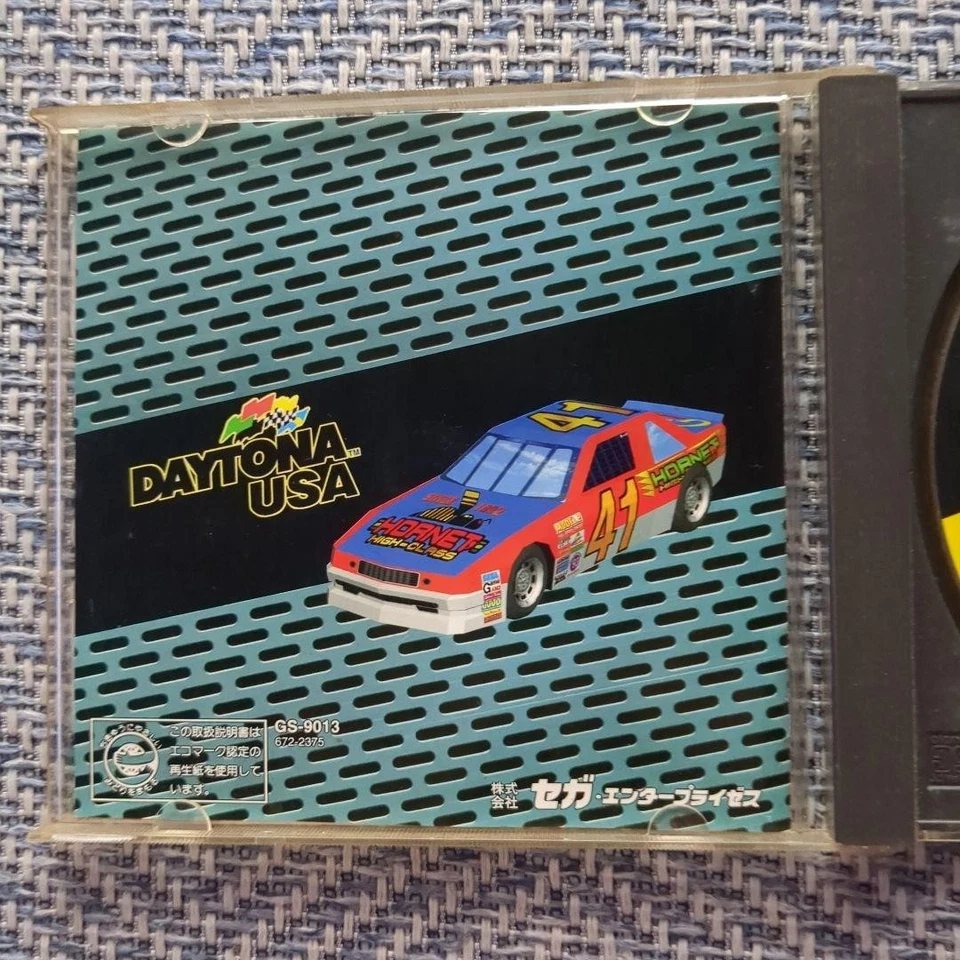 DAYTONA™
USA
41
HORNET
HORNET
HIGH-CLASS
41
SEGA
この取扱説明書は
エコマーク認定の
再生紙を使用して
います。
GS-9013
672-2375
株式
会社
セガ・エンタープライゼス